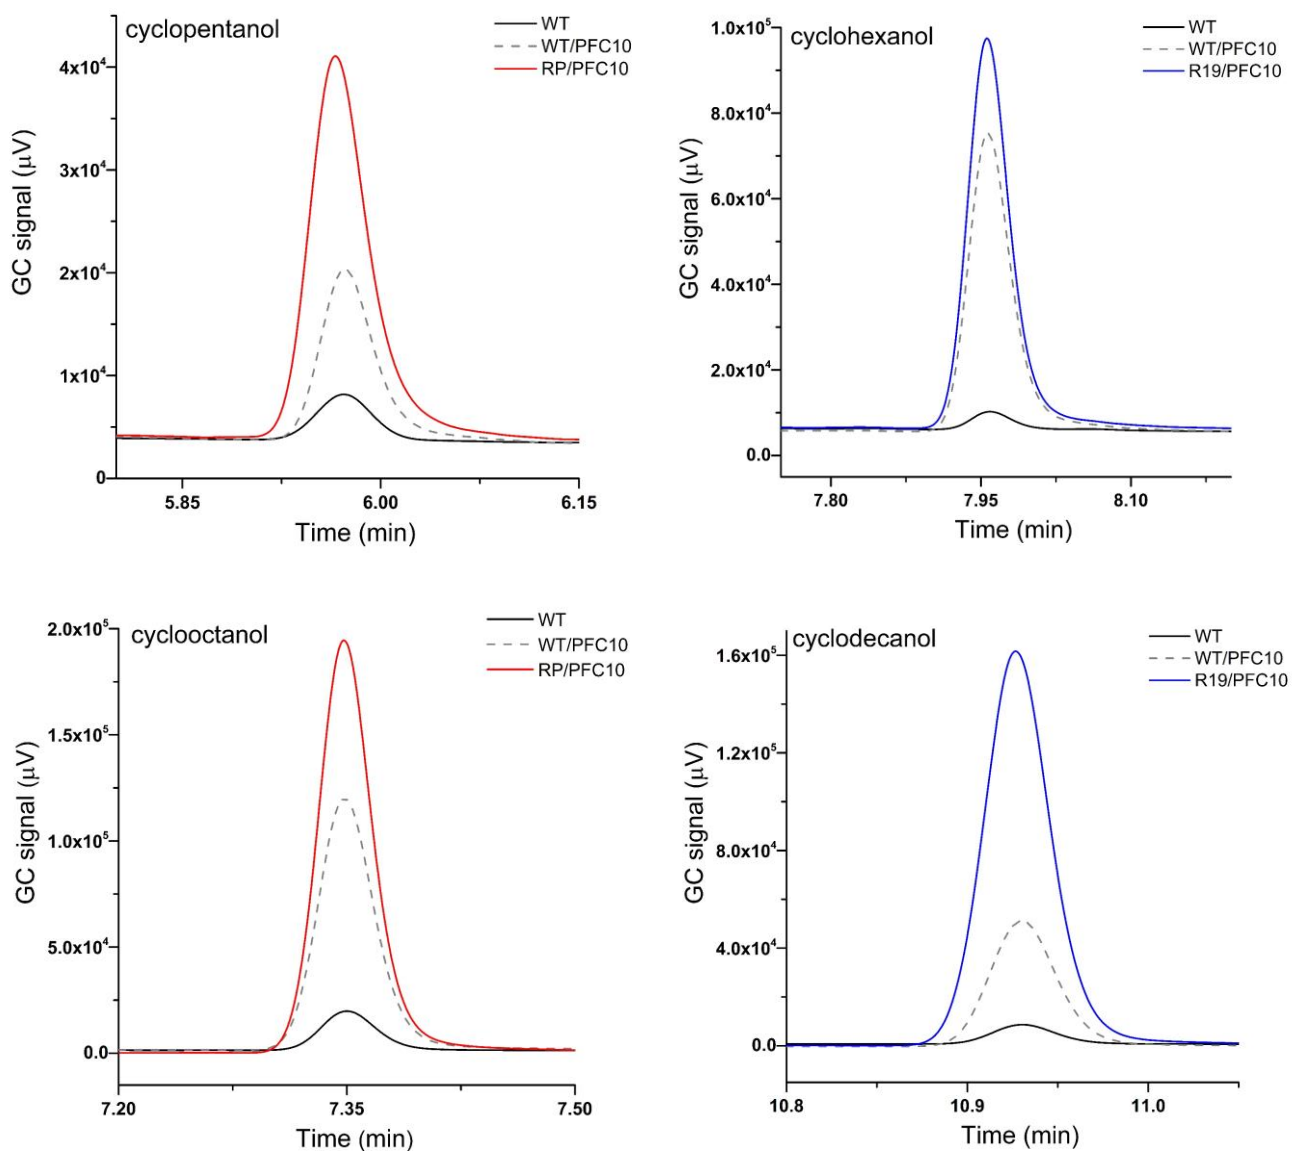 cyclopentanol
WT
WT/PFC10
RP/PFC10
GC signal (μV)
4x10⁴
3x10⁴
2x10⁴
1x10⁴
0
5.85
6.00
6.15
Time (min)
cyclohexanol
WT
WT/PFC10
R19/PFC10
GC signal (μV)
1.0x10⁵
8.0x10⁴
6.0x10⁴
4.0x10⁴
2.0x10⁴
0.0
7.80
7.95
8.10
Time (min)
cyclooctanol
WT
WT/PFC10
RP/PFC10
GC signal (μV)
2.0x10⁵
1.5x10⁵
1.0x10⁵
5.0x10⁴
0.0
7.20
7.35
7.50
Time (min)
cyclodecanol
WT
WT/PFC10
R19/PFC10
GC signal (μV)
1.6x10⁵
1.2x10⁵
8.0x10⁴
4.0x10⁴
0.0
10.8
10.9
11.0
Time (min)